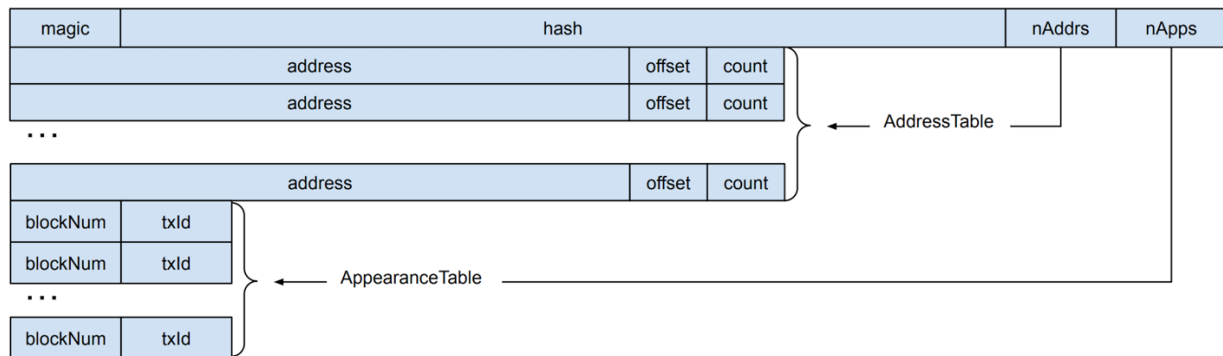 magic hash nAddrs nApps
address offset count
address offset count
AddressTable
...
address offset count
blockNum txId
blockNum txId
AppearanceTable
...
blockNum txId